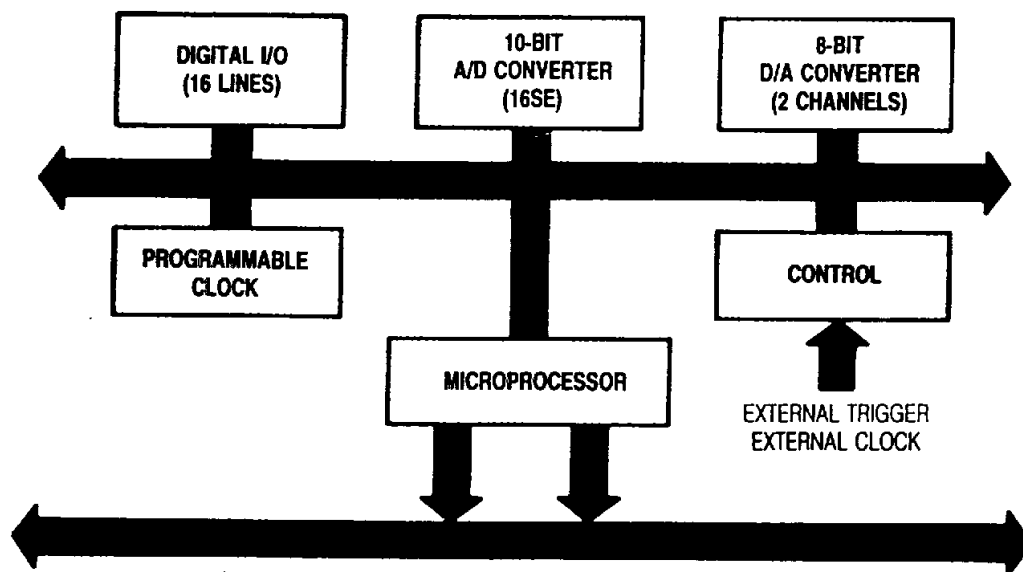 DIGITAL I/O
(16 LINES)
10-BIT
A/D CONVERTER
(16SE)
8-BIT
D/A CONVERTER
(2 CHANNELS)
PROGRAMMABLE
CLOCK
CONTROL
MICROPROCESSOR
EXTERNAL TRIGGER
EXTERNAL CLOCK